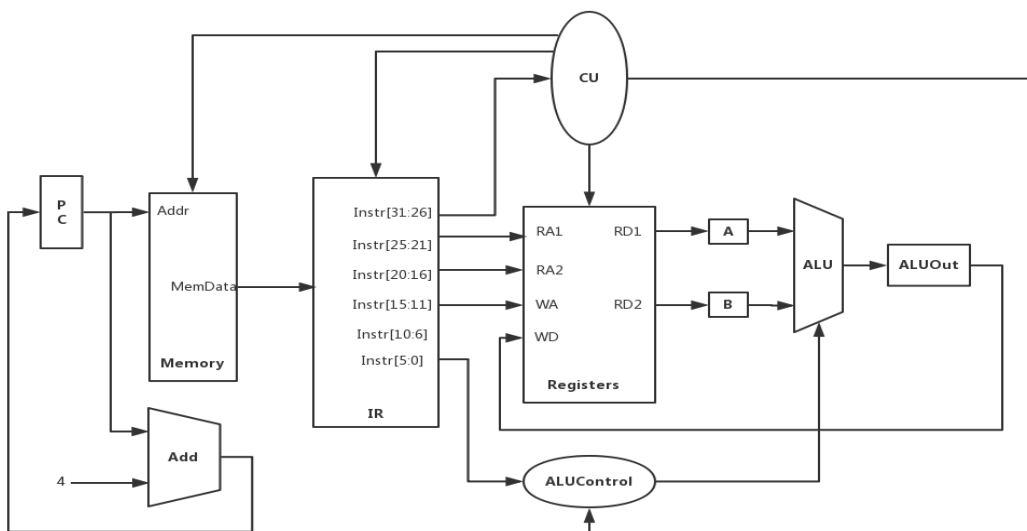 CU
P
C
Addr
MemData
Memory
Instr[31:26]
Instr[25:21]
Instr[20:16]
Instr[15:11]
Instr[10:6]
Instr[5:0]
IR
RA1
RD1
RA2
WA
RD2
WD
Registers
A
B
ALU
ALUOut
Add
4
ALUControl